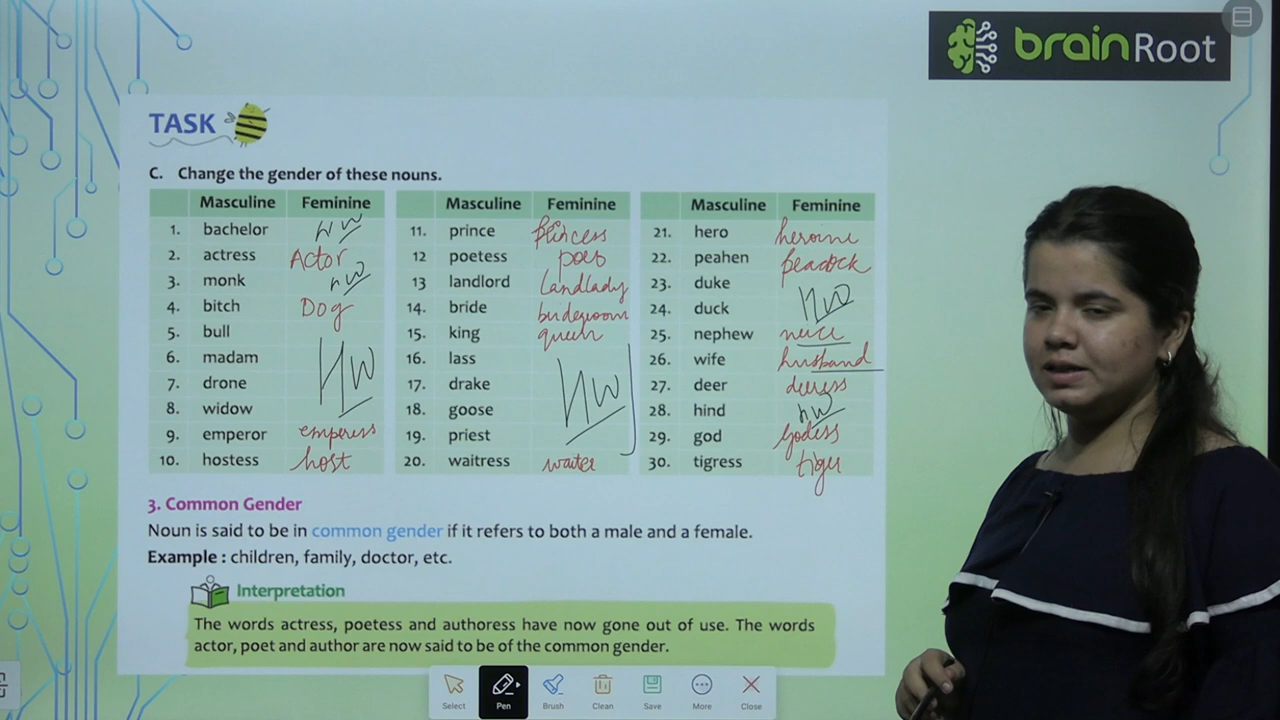 brainRoot
TASK
C. Change the gender of these nouns.
Masculine Feminine
1. bachelor HW
2. actress Actor
3. monk HW
4. bitch Dog
5. bull
6. madam HW
7. drone
8. widow
9. emperor emperess
10. hostess host
Masculine Feminine
11. prince Princess
12 poetess poet
13 landlord Landlady
14. bride bridegroom
15. king queen
16. lass
17. drake HW
18. goose
19. priest
20. waitress waiter
Masculine Feminine
21. hero heroine
22. peahen peacock
23. duke
24. duck HW
25. nephew niece
26. wife husband
27. deer deeress
28. hind HW
29. god Godess
30. tigress tiger
3. Common Gender
Noun is said to be in common gender if it refers to both a male and a female.
Example : children, family, doctor, etc.
Interpretation
The words actress, poetess and authoress have now gone out of use. The words
actor, poet and author are now said to be of the common gender.
Select Pen Brush Clean Save More Close